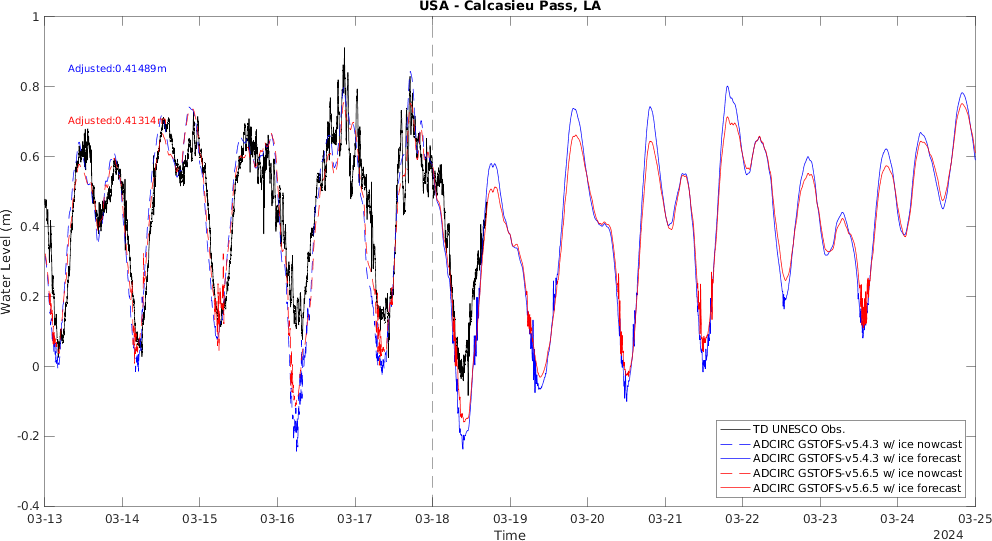 USA - Calcasieu Pass, LA
1
0.8
0.6
0.4
0.2
0
-0.2
-0.4
Water Level (m)
Adjusted:0.41489m
Adjusted:0.41314m
TD UNESCO Obs.
ADCIRC GSTOFS-v5.4.3 w/ ice nowcast
ADCIRC GSTOFS-v5.4.3 w/ ice forecast
ADCIRC GSTOFS-v5.6.5 w/ ice nowcast
ADCIRC GSTOFS-v5.6.5 w/ ice forecast
03-13 03-14 03-15 03-16 03-17 03-18 03-19 03-20 03-21 03-22 03-23 03-24 03-25
Time
2024